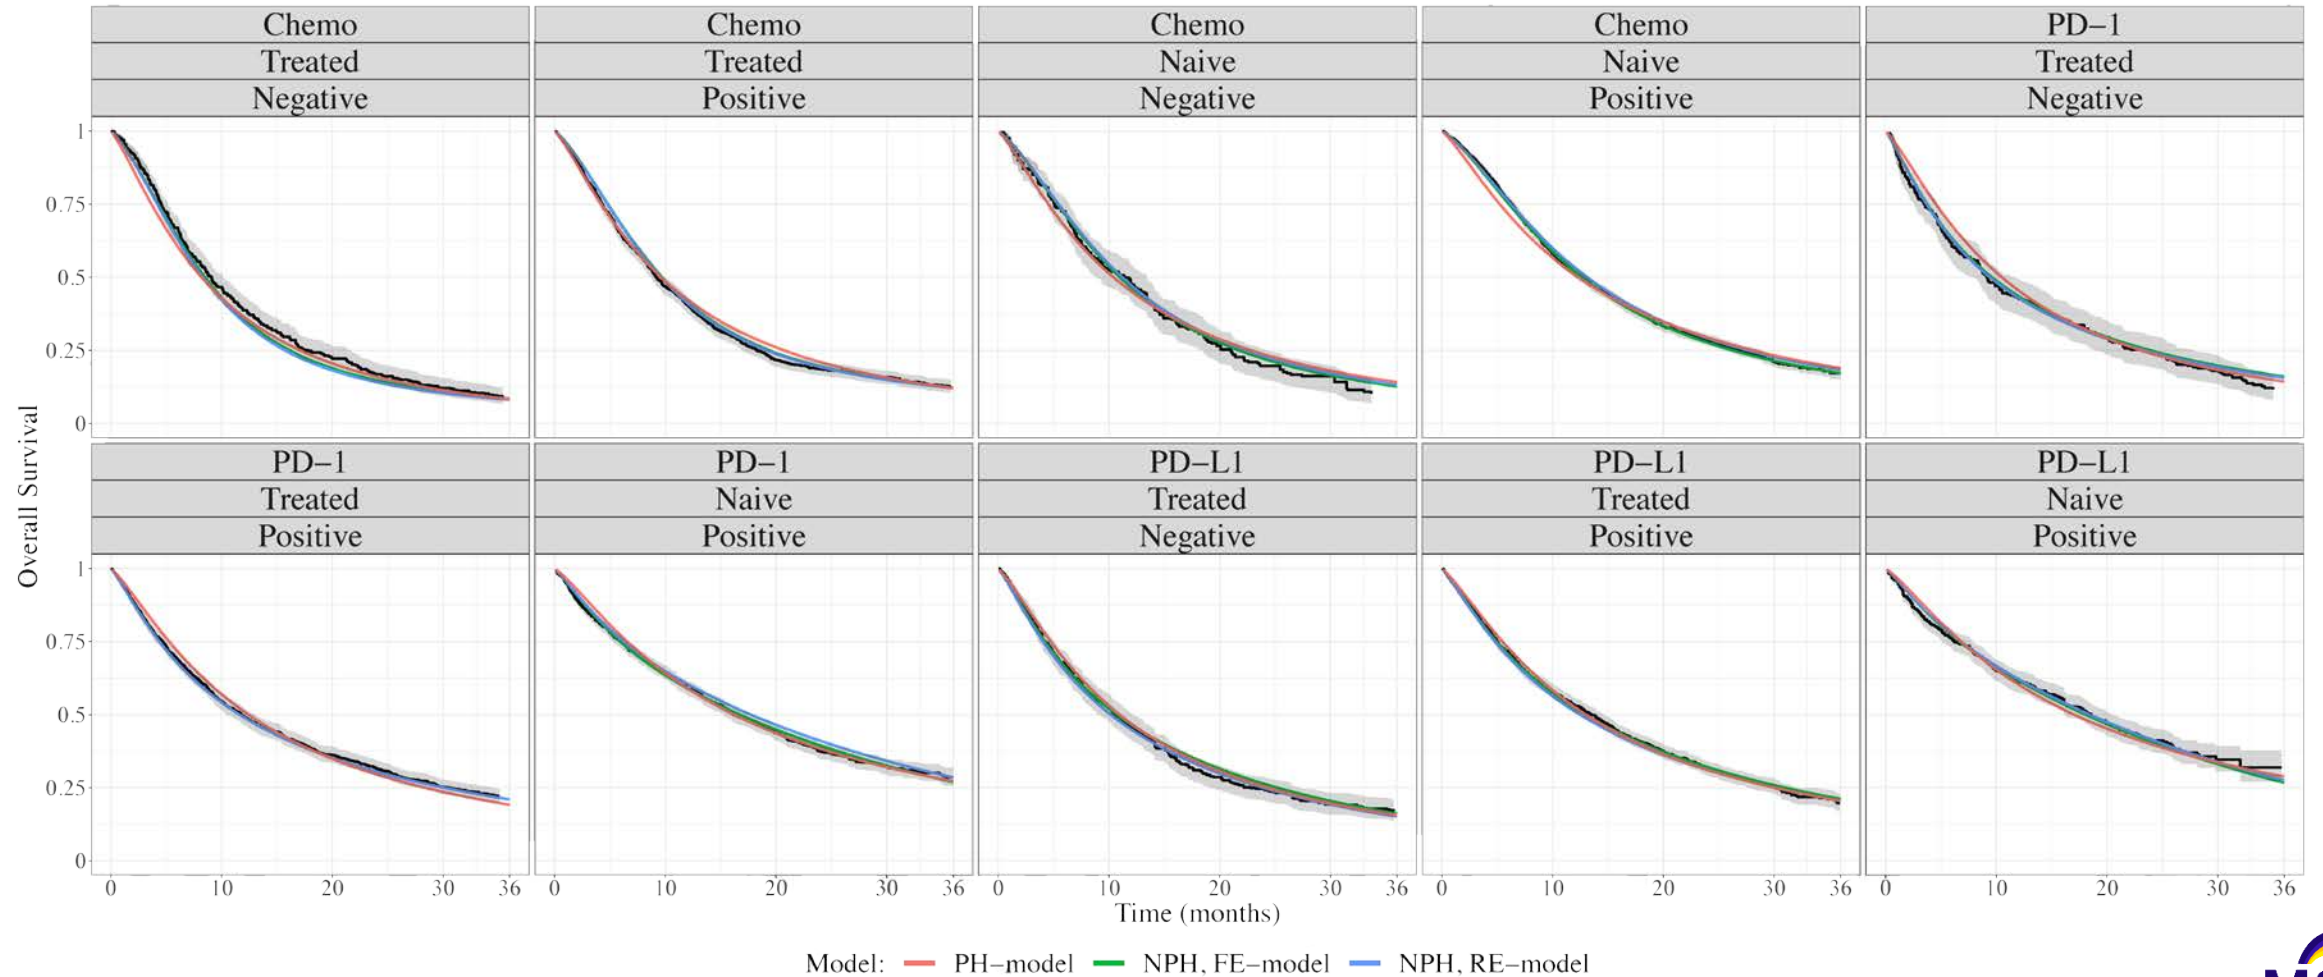 Chemo Chemo Chemo Chemo PD–1
Treated Treated Naive Naive Treated
Negative Positive Negative Positive Negative
1
0.75
0.5
0.25
0
Overall Survival
PD–1 PD–1 PD–L1 PD–L1 PD–L1
Treated Naive Treated Treated Naive
Positive Positive Negative Positive Positive
1
0.75
0.5
0.25
0
0 10 20 30 36 0 10 20 30 36 0 10 20 30 36 0 10 20 30 36 0 10 20 30 36
Time (months)
Model: PH–model NPH, FE–model NPH, RE–model